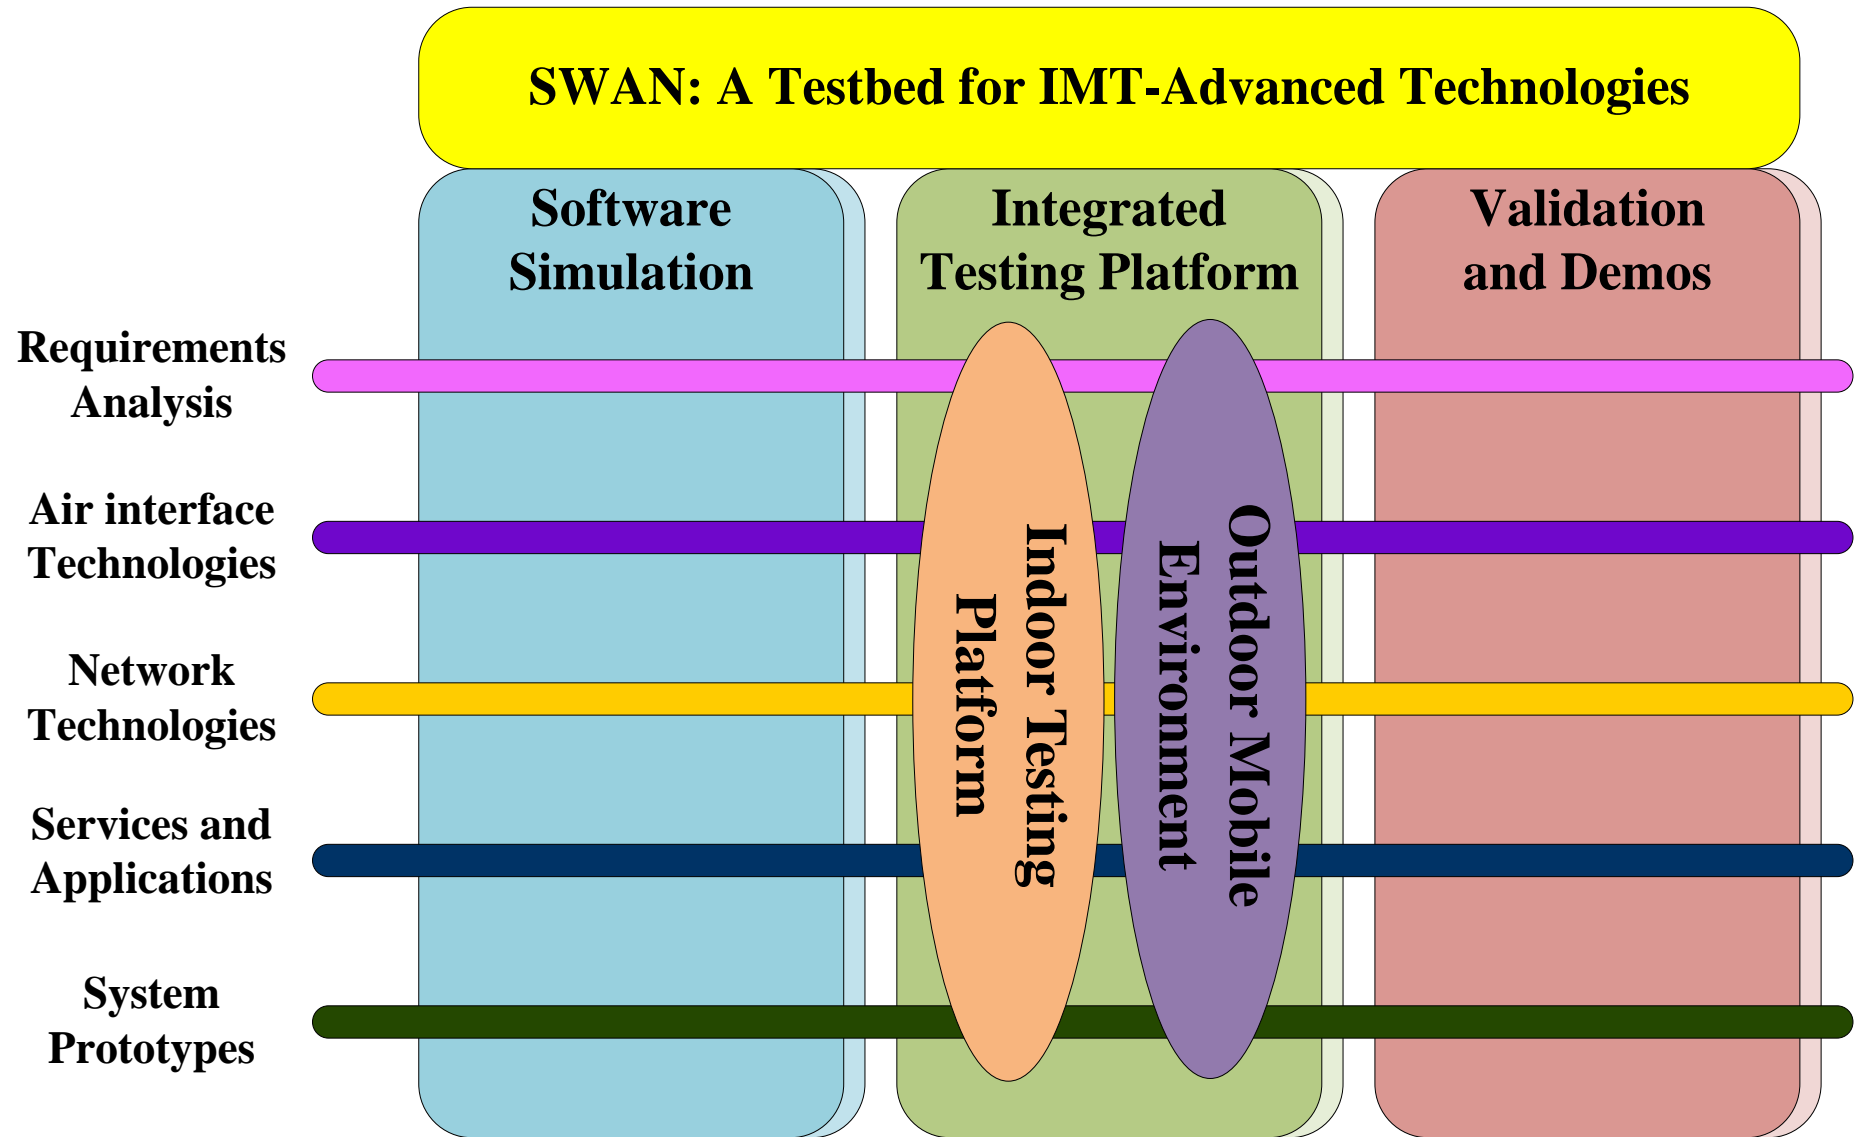 SWAN: A Testbed for IMT-Advanced Technologies
Software
Simulation
Integrated
Testing Platform
Validation
and Demos
Requirements
Analysis
Air interface
Technologies
Network
Technologies
Services and
Applications
System
Prototypes
Indoor Testing
Platform
Outdoor Mobile
Environment